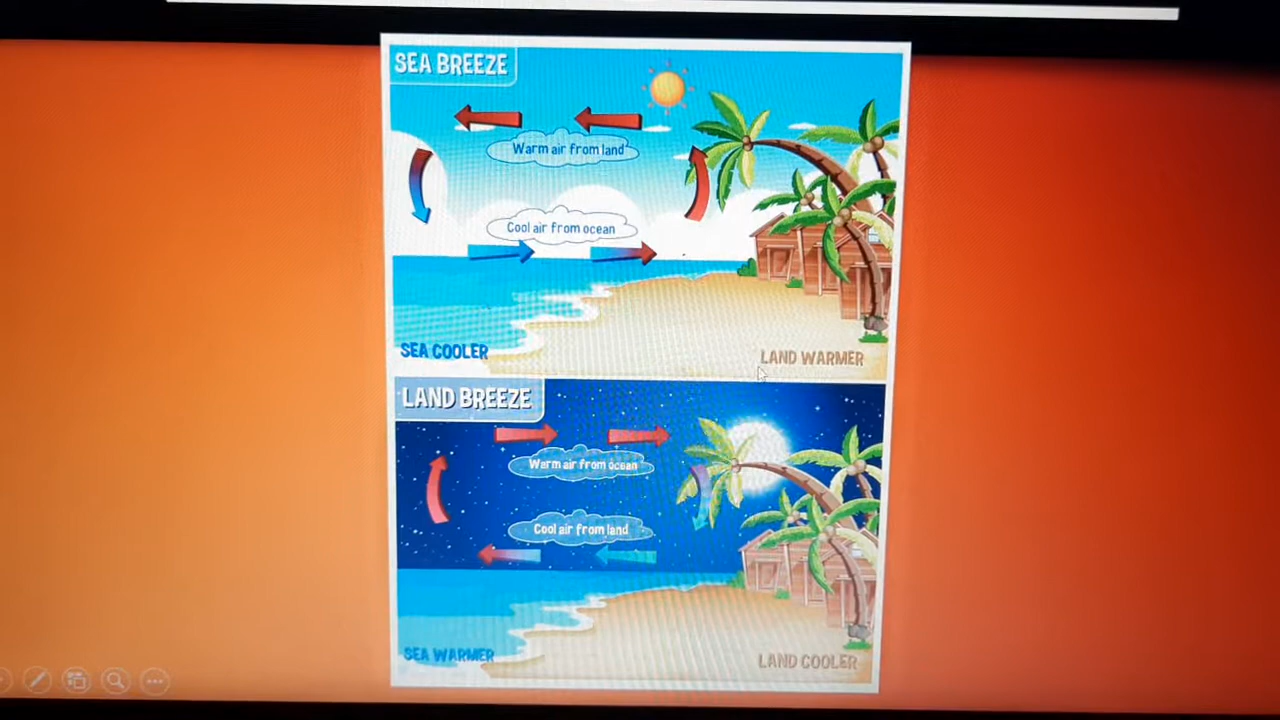 SEA BREEZE
Warm air from land
Cool air from ocean
SEA COOLER
LAND WARMER
LAND BREEZE
Warm air from ocean
Cool air from land
SEA WARMER
LAND COOLER